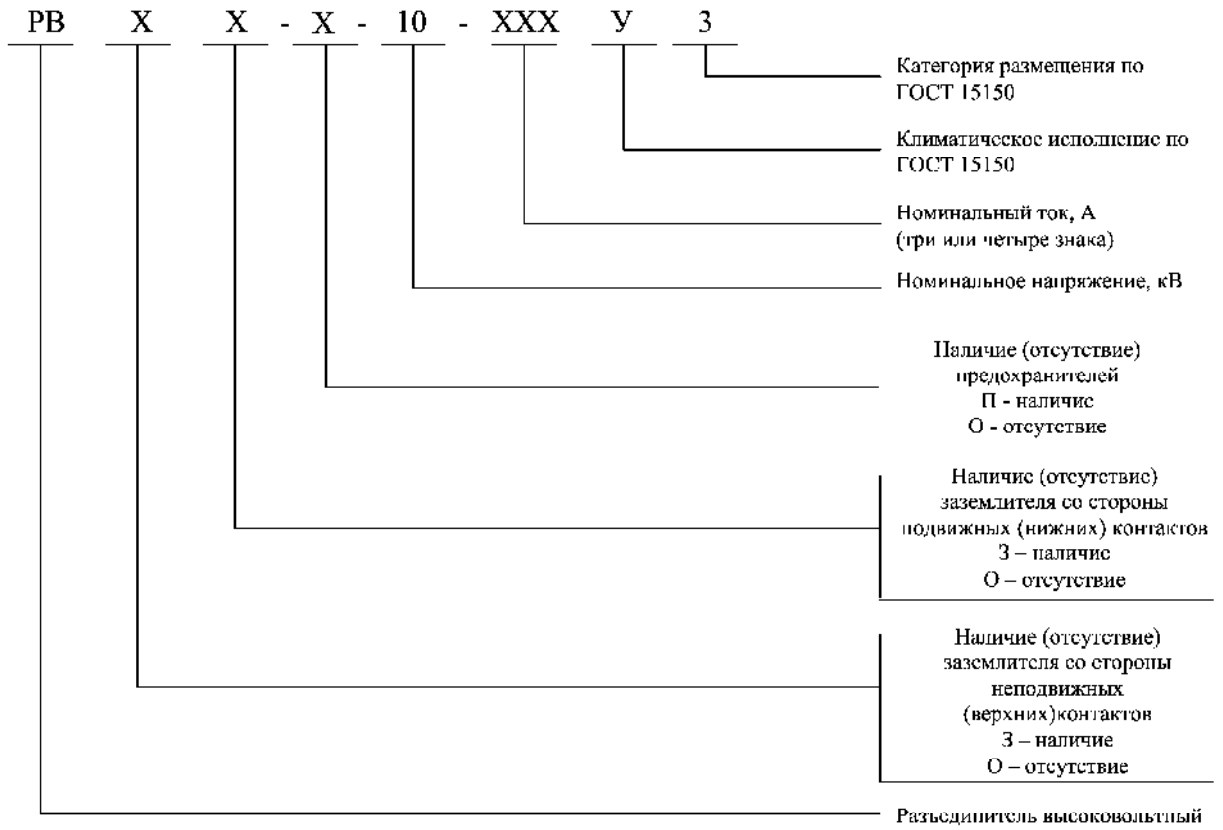 РВ Х Х - Х - 10 - ХХХ У 3
Категория размещения по
ГОСТ 15150
Климатическое исполнение по
ГОСТ 15150
Номинальный ток, А
(три или четыре знака)
Номинальное напряжение, кВ
Наличие (отсутствие)
предохранителей
П - наличие
О - отсутствие
Наличие (отсутствие)
заземлителя со стороны
подвижных (нижних) контактов
З – наличие
О – отсутствие
Наличие (отсутствие)
заземлителя со стороны
неподвижных
(верхних)контактов
З – наличие
О – отсутствие
Разъединитель высоковольтный